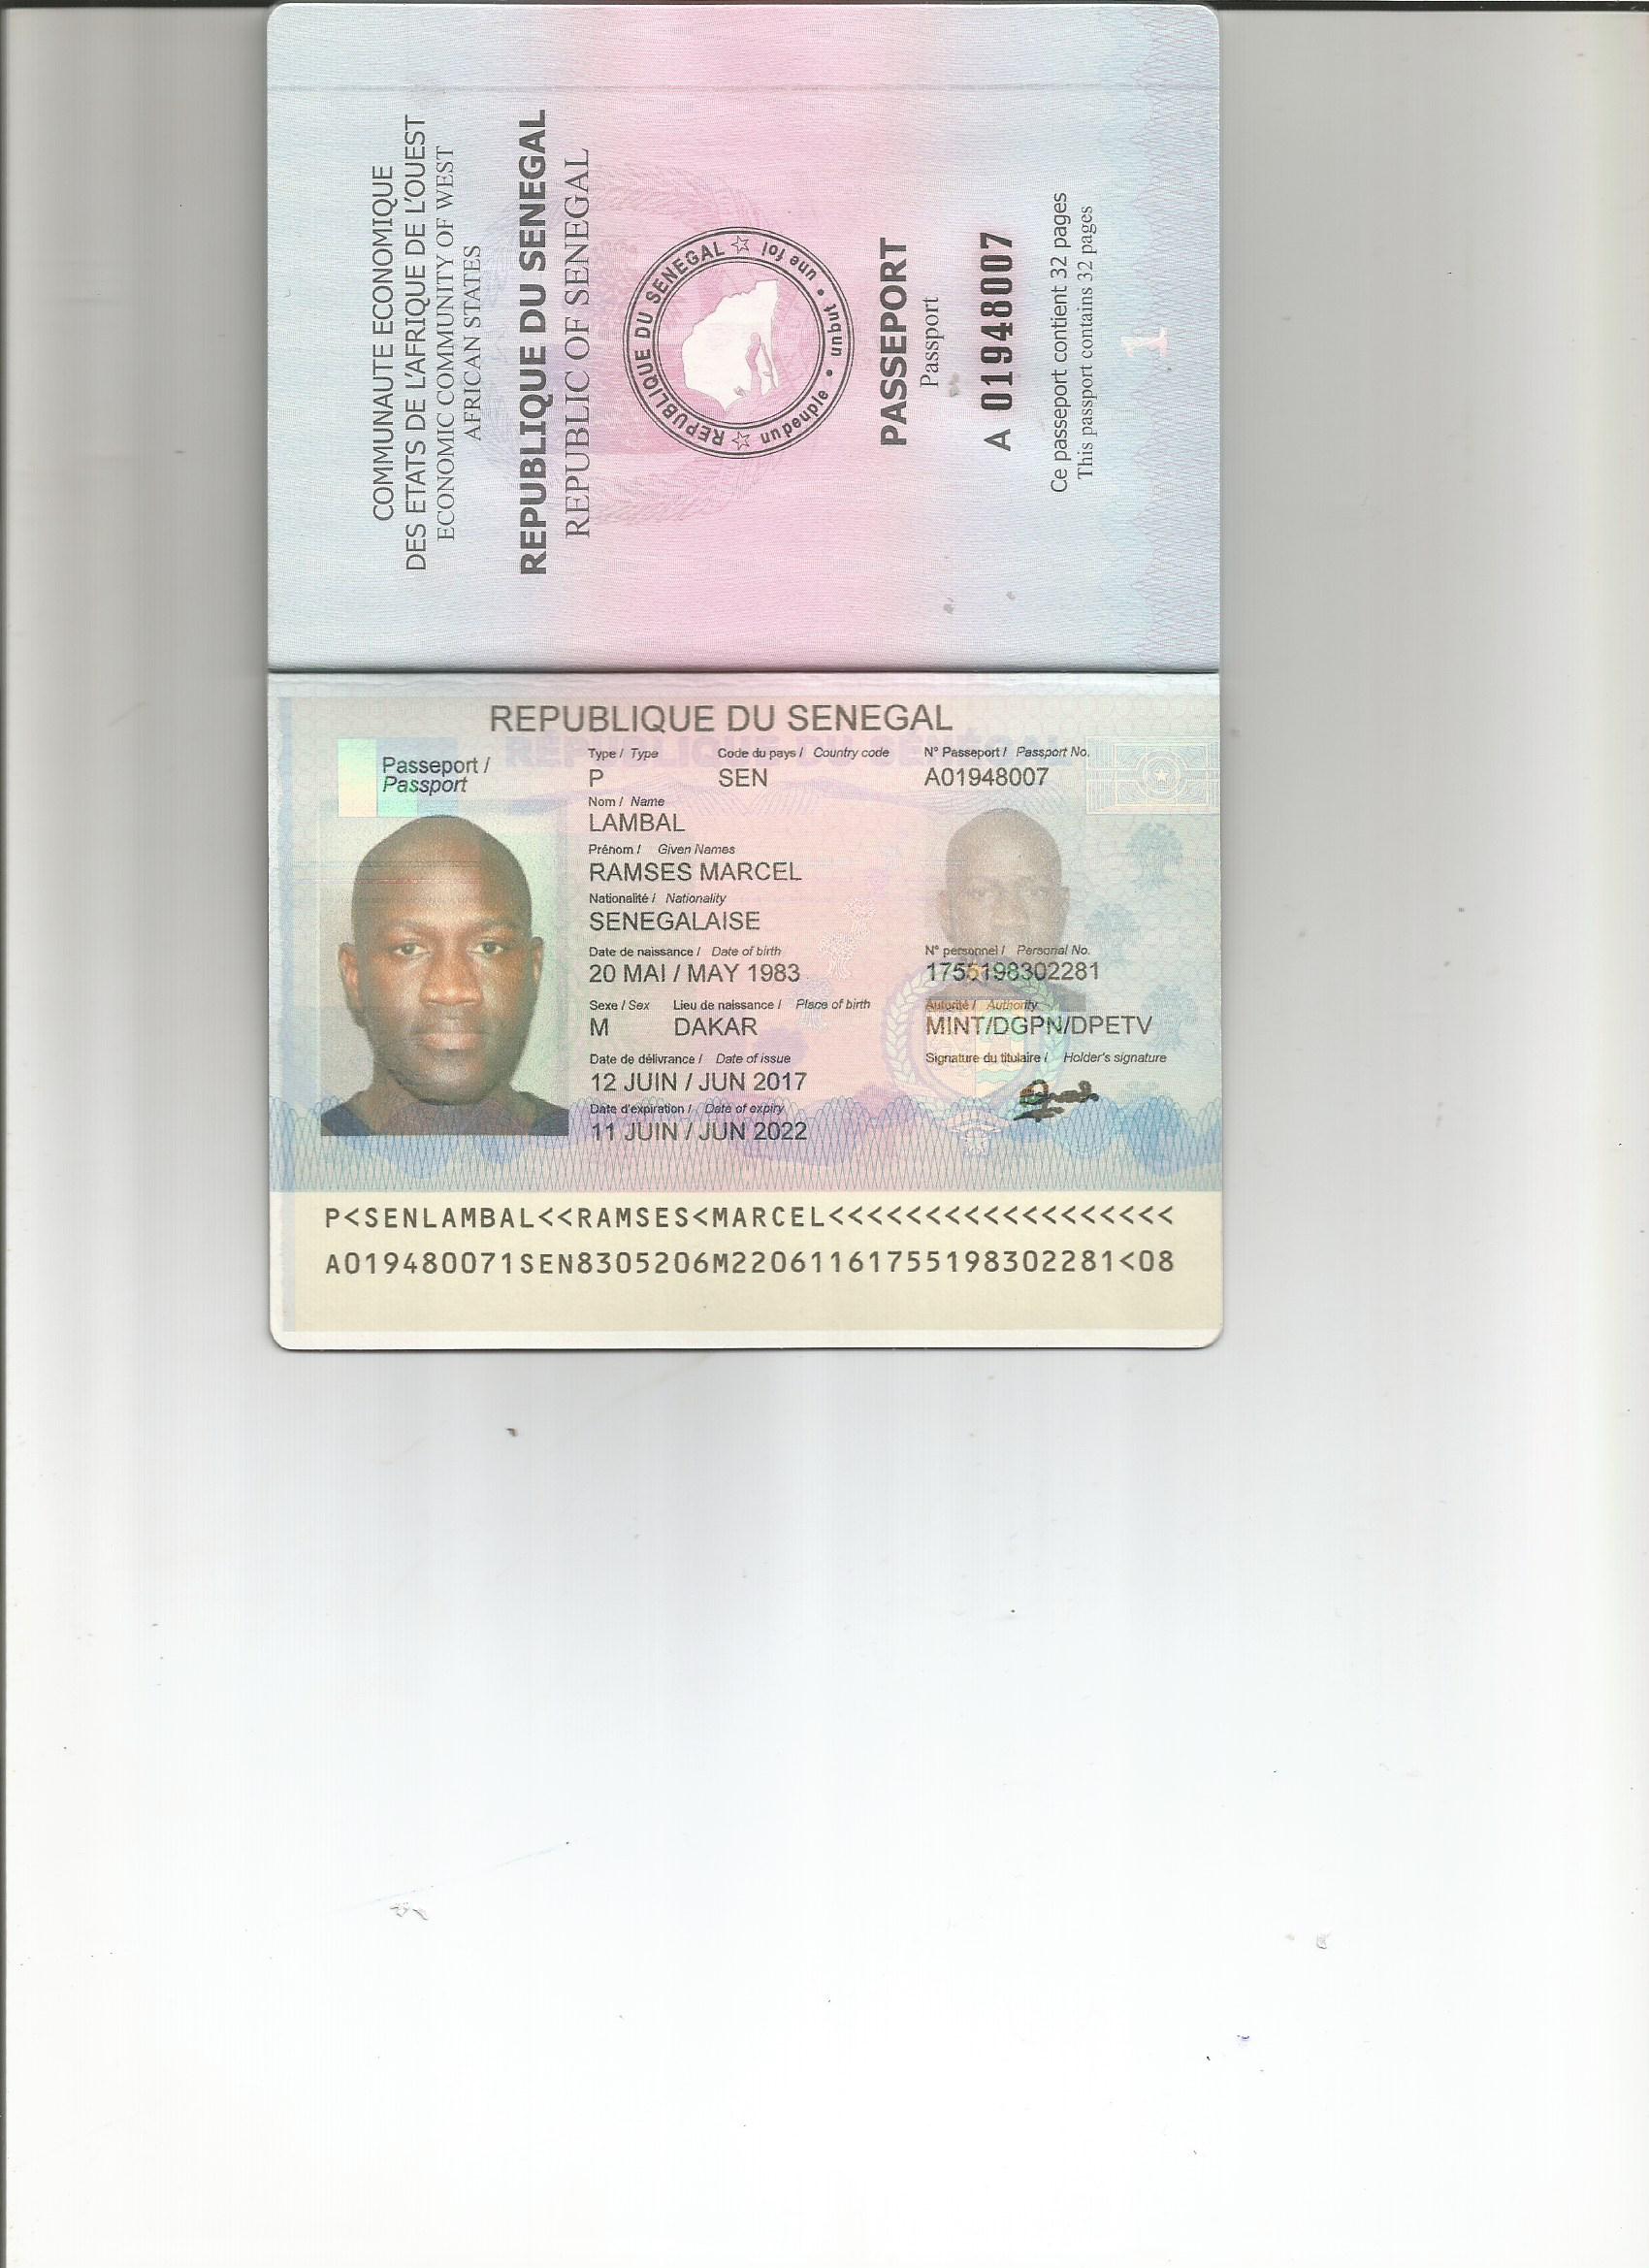 COMMUNAUTE ECONOMIQUE
DES ETATS DE L'AFRIQUE DE L'OUEST
ECONOMIC COMMUNITY OF WEST
AFRICAN STATES
REPUBLIQUE DU SENEGAL
REPUBLIC OF SENEGAL
REPUBLIQUE DU SENEGAL
un peuple • un but • une foi
PASSEPORT
Passport
A 01948007
Ce passeport contient 32 pages
This passport contains 32 pages
1
REPUBLIQUE DU SENEGAL
Passeport /
Passport
Type / Type Code du pays / Country code N° Passeport / Passport No.
P SEN A01948007
Nom / Name
LAMBAL
Prénom / Given Names
RAMSES MARCEL
Nationalité / Nationality
SENEGALAISE
Date de naissance / Date of birth N° personnel / Personal No.
20 MAI / MAY 1983 1755198302281
Sexe / Sex Lieu de naissance / Place of birth Autorité / Authority
M DAKAR MINT/DGPN/DPETV
Date de délivrance / Date of issue Signature du titulaire / Holder's signature
12 JUIN / JUN 2017
Date d'expiration / Date of expiry
11 JUIN / JUN 2022
P<SENLAMBAL<<RAMSES<MARCEL<<<<<<<<<<<<<<<<<<
A019480071SEN8305206M22061161755198302281<08